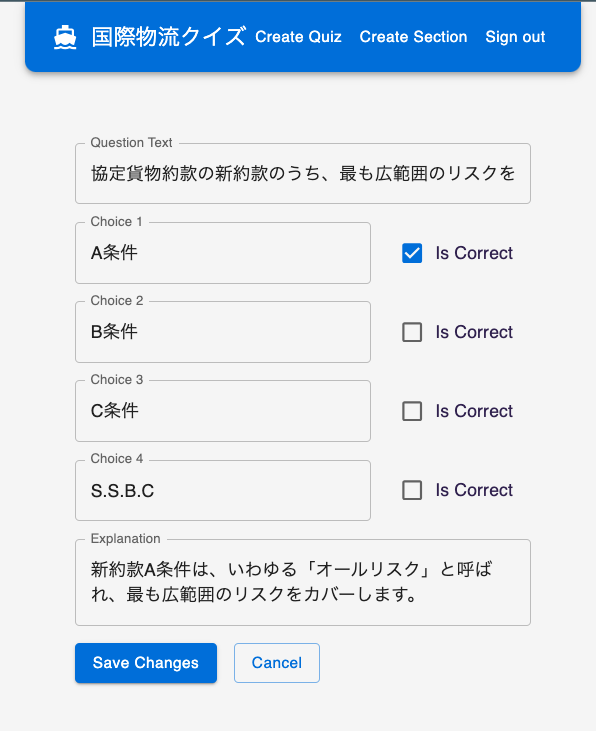 国際物流クイズ Create Quiz Create Section Sign out
Question Text
協定貨物約款の新約款のうち、最も広範囲のリスクを
Choice 1
A条件
Is Correct
Choice 2
B条件
Is Correct
Choice 3
C条件
Is Correct
Choice 4
S.S.B.C
Is Correct
Explanation
新約款A条件は、いわゆる「オールリスク」と呼ば
れ、最も広範囲のリスクをカバーします。
Save Changes Cancel